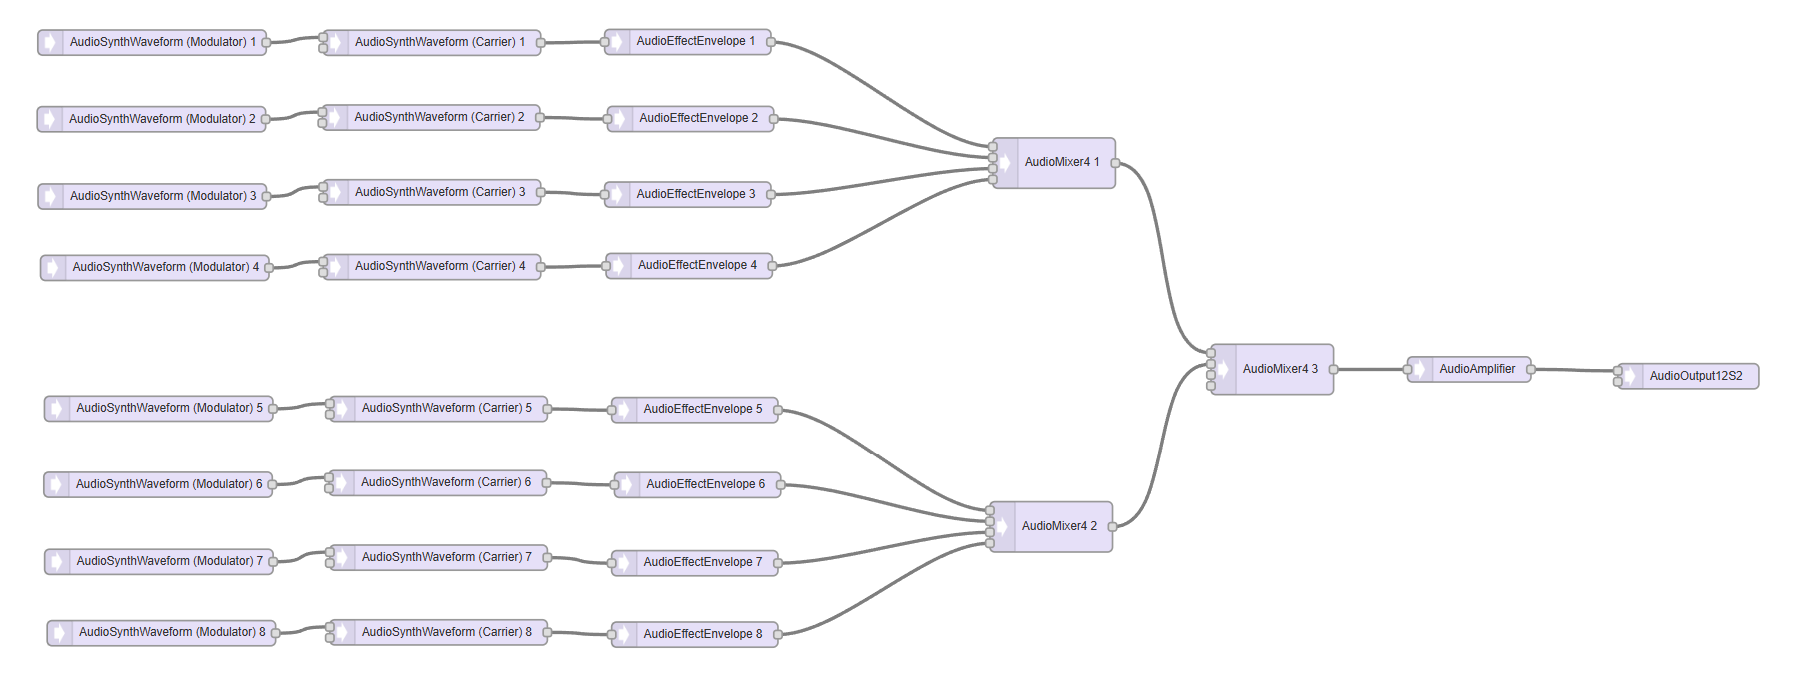 AudioSynthWaveform (Modulator) 1
AudioSynthWaveform (Carrier) 1
AudioEffectEnvelope 1
AudioSynthWaveform (Modulator) 2
AudioSynthWaveform (Carrier) 2
AudioEffectEnvelope 2
AudioMixer4 1
AudioSynthWaveform (Modulator) 3
AudioSynthWaveform (Carrier) 3
AudioEffectEnvelope 3
AudioSynthWaveform (Modulator) 4
AudioSynthWaveform (Carrier) 4
AudioEffectEnvelope 4
AudioMixer4 3
AudioAmplifier
AudioOutput12S2
AudioSynthWaveform (Modulator) 5
AudioSynthWaveform (Carrier) 5
AudioEffectEnvelope 5
AudioSynthWaveform (Modulator) 6
AudioSynthWaveform (Carrier) 6
AudioEffectEnvelope 6
AudioMixer4 2
AudioSynthWaveform (Modulator) 7
AudioSynthWaveform (Carrier) 7
AudioEffectEnvelope 7
AudioSynthWaveform (Modulator) 8
AudioSynthWaveform (Carrier) 8
AudioEffectEnvelope 8